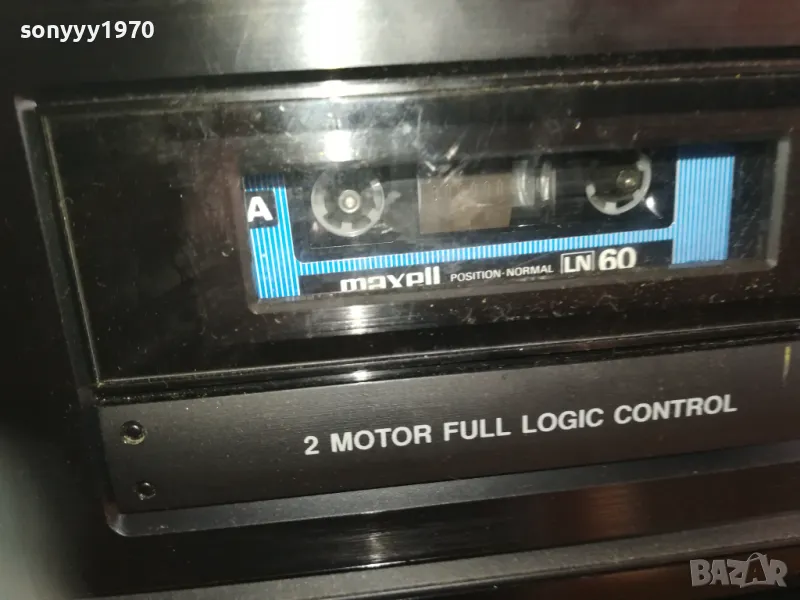 sonyyy1970
A
maxell POSITION·NORMAL LN 60
2 MOTOR FULL LOGIC CONTROL
BAZAR